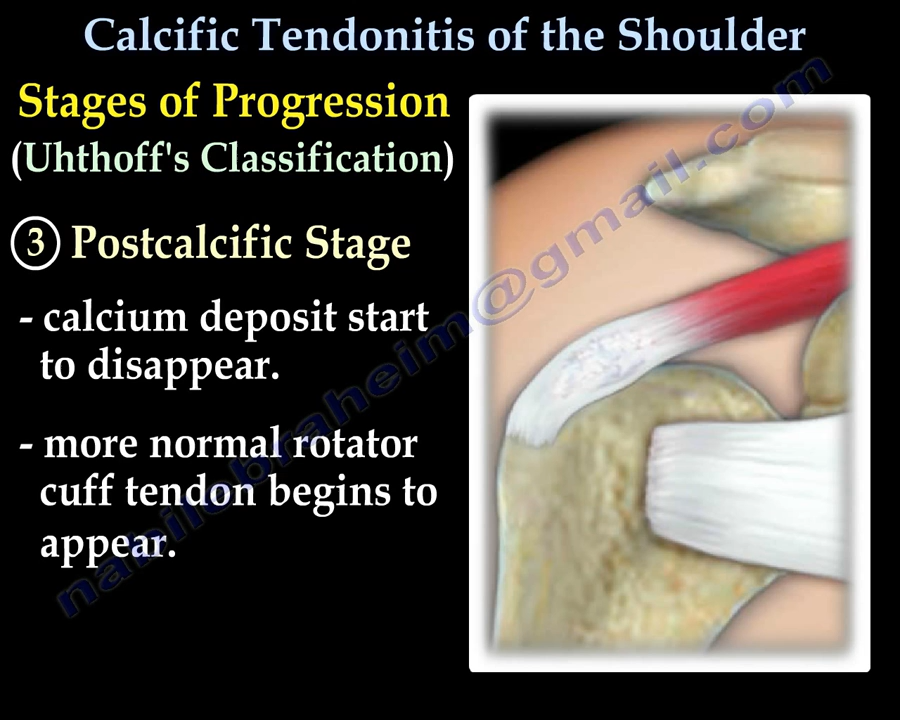 Calcific Tendonitis of the Shoulder
Stages of Progression
(Uhthoff's Classification)
3 Postcalcific Stage
- calcium deposit start
to disappear.
- more normal rotator
cuff tendon begins to
appear.
nabilebraheim@gmail.com